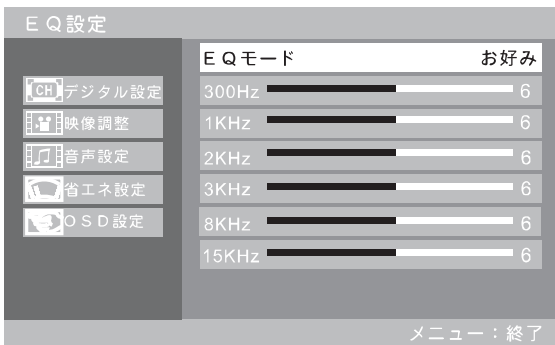 ＥＱ設定
CH デジタル設定
映像調整
音声設定
省エネ設定
ＯＳＤ設定
ＥＱモード お好み
300Hz 6
1KHz 6
2KHz 6
3KHz 6
8KHz 6
15KHz 6
メニュー：終了